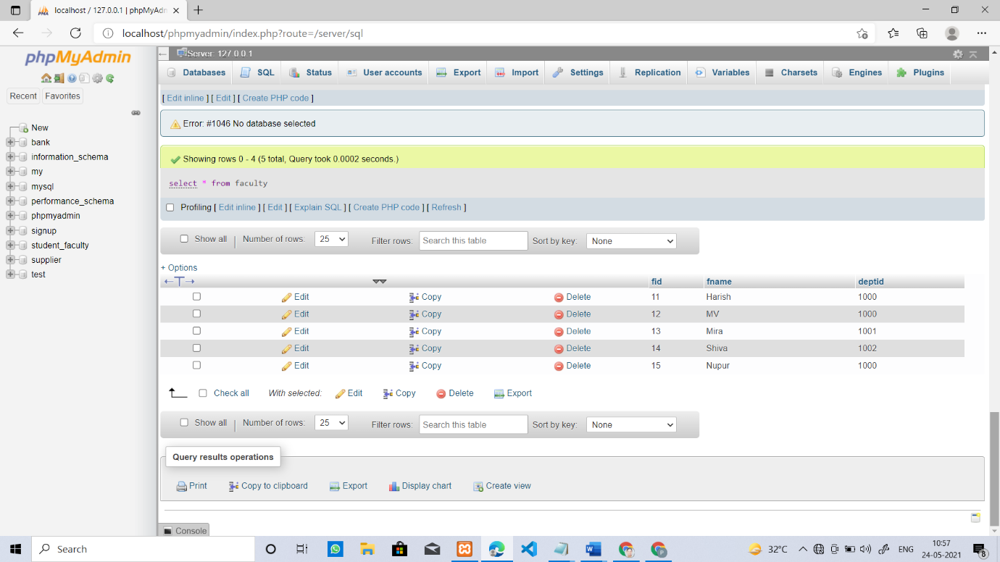 localhost / 127.0.0.1 | phpMyAdn
localhost/phpmyadmin/index.php?route=/server/sql
phpMyAdmin
Recent Favorites
New
bank
information_schema
my
mysql
performance_schema
phpmyadmin
signup
student_faculty
supplier
test
Server: 127.0.0.1
Databases SQL Status User accounts Export Import Settings Replication Variables Charsets Engines Plugins
[ Edit inline ] [ Edit ] [ Create PHP code ]
Error: #1046 No database selected
Showing rows 0 - 4 (5 total, Query took 0.0002 seconds.)
select * from faculty
Profiling [ Edit inline ] [ Edit ] [ Explain SQL ] [ Create PHP code ] [ Refresh ]
Show all | Number of rows: 25 Filter rows: Search this table Sort by key: None
+ Options
fid fname deptid
Edit Copy Delete 11 Harish 1000
Edit Copy Delete 12 MV 1000
Edit Copy Delete 13 Mira 1001
Edit Copy Delete 14 Shiva 1002
Edit Copy Delete 15 Nupur 1000
Check all With selected: Edit Copy Delete Export
Show all | Number of rows: 25 Filter rows: Search this table Sort by key: None
Query results operations
Print Copy to clipboard Export Display chart Create view
Console
Search
32°C ENG 10:57
24-05-2021
8